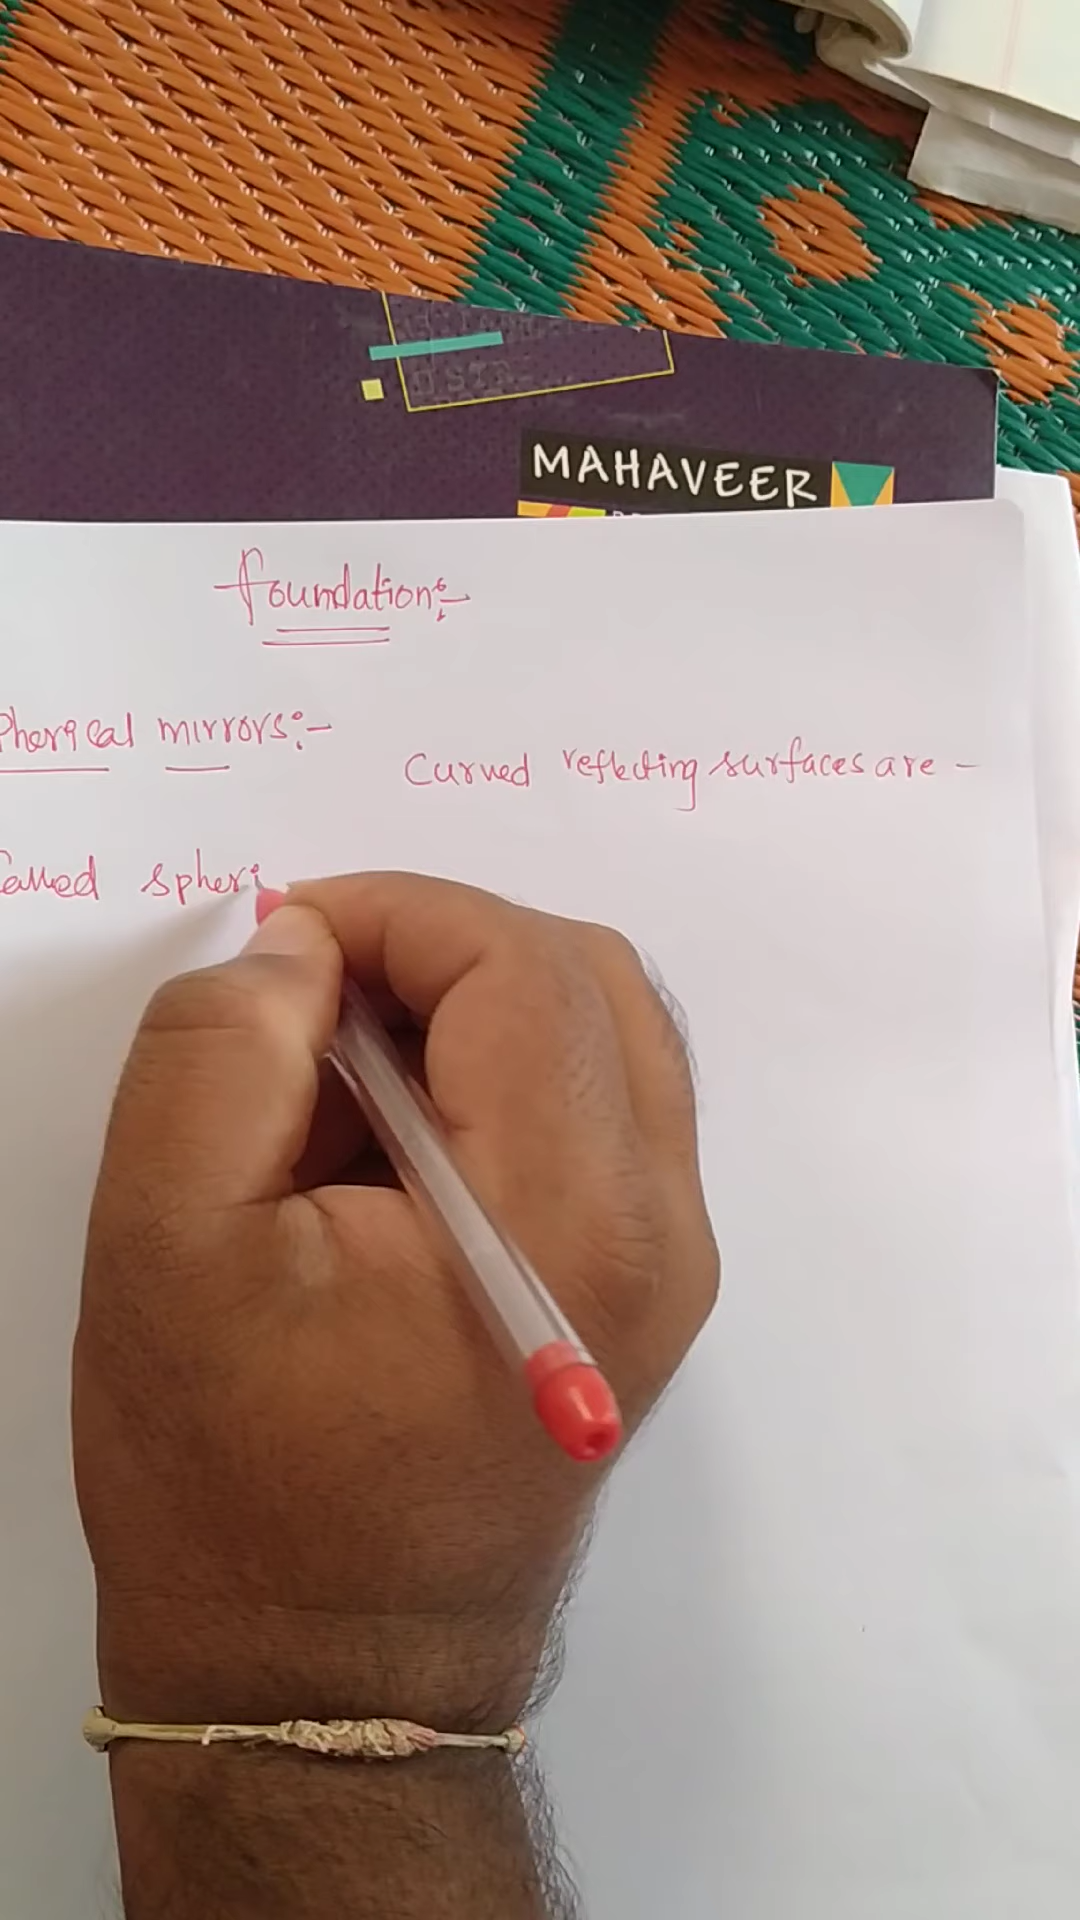 MAHAVEER
foundation:-
pherical mirrors:-
Curved reflecting surfaces are -
called spheri